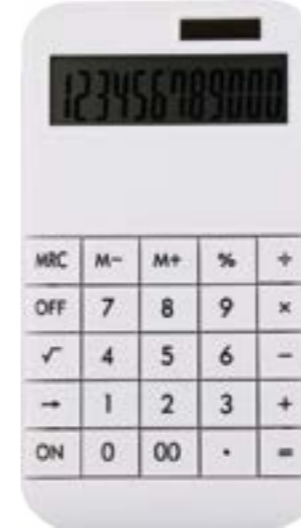 123456789000
MRC M- M+ % ÷
OFF 7 8 9 ×
√ 4 5 6 −
→ 1 2 3 +
ON 0 00 · =